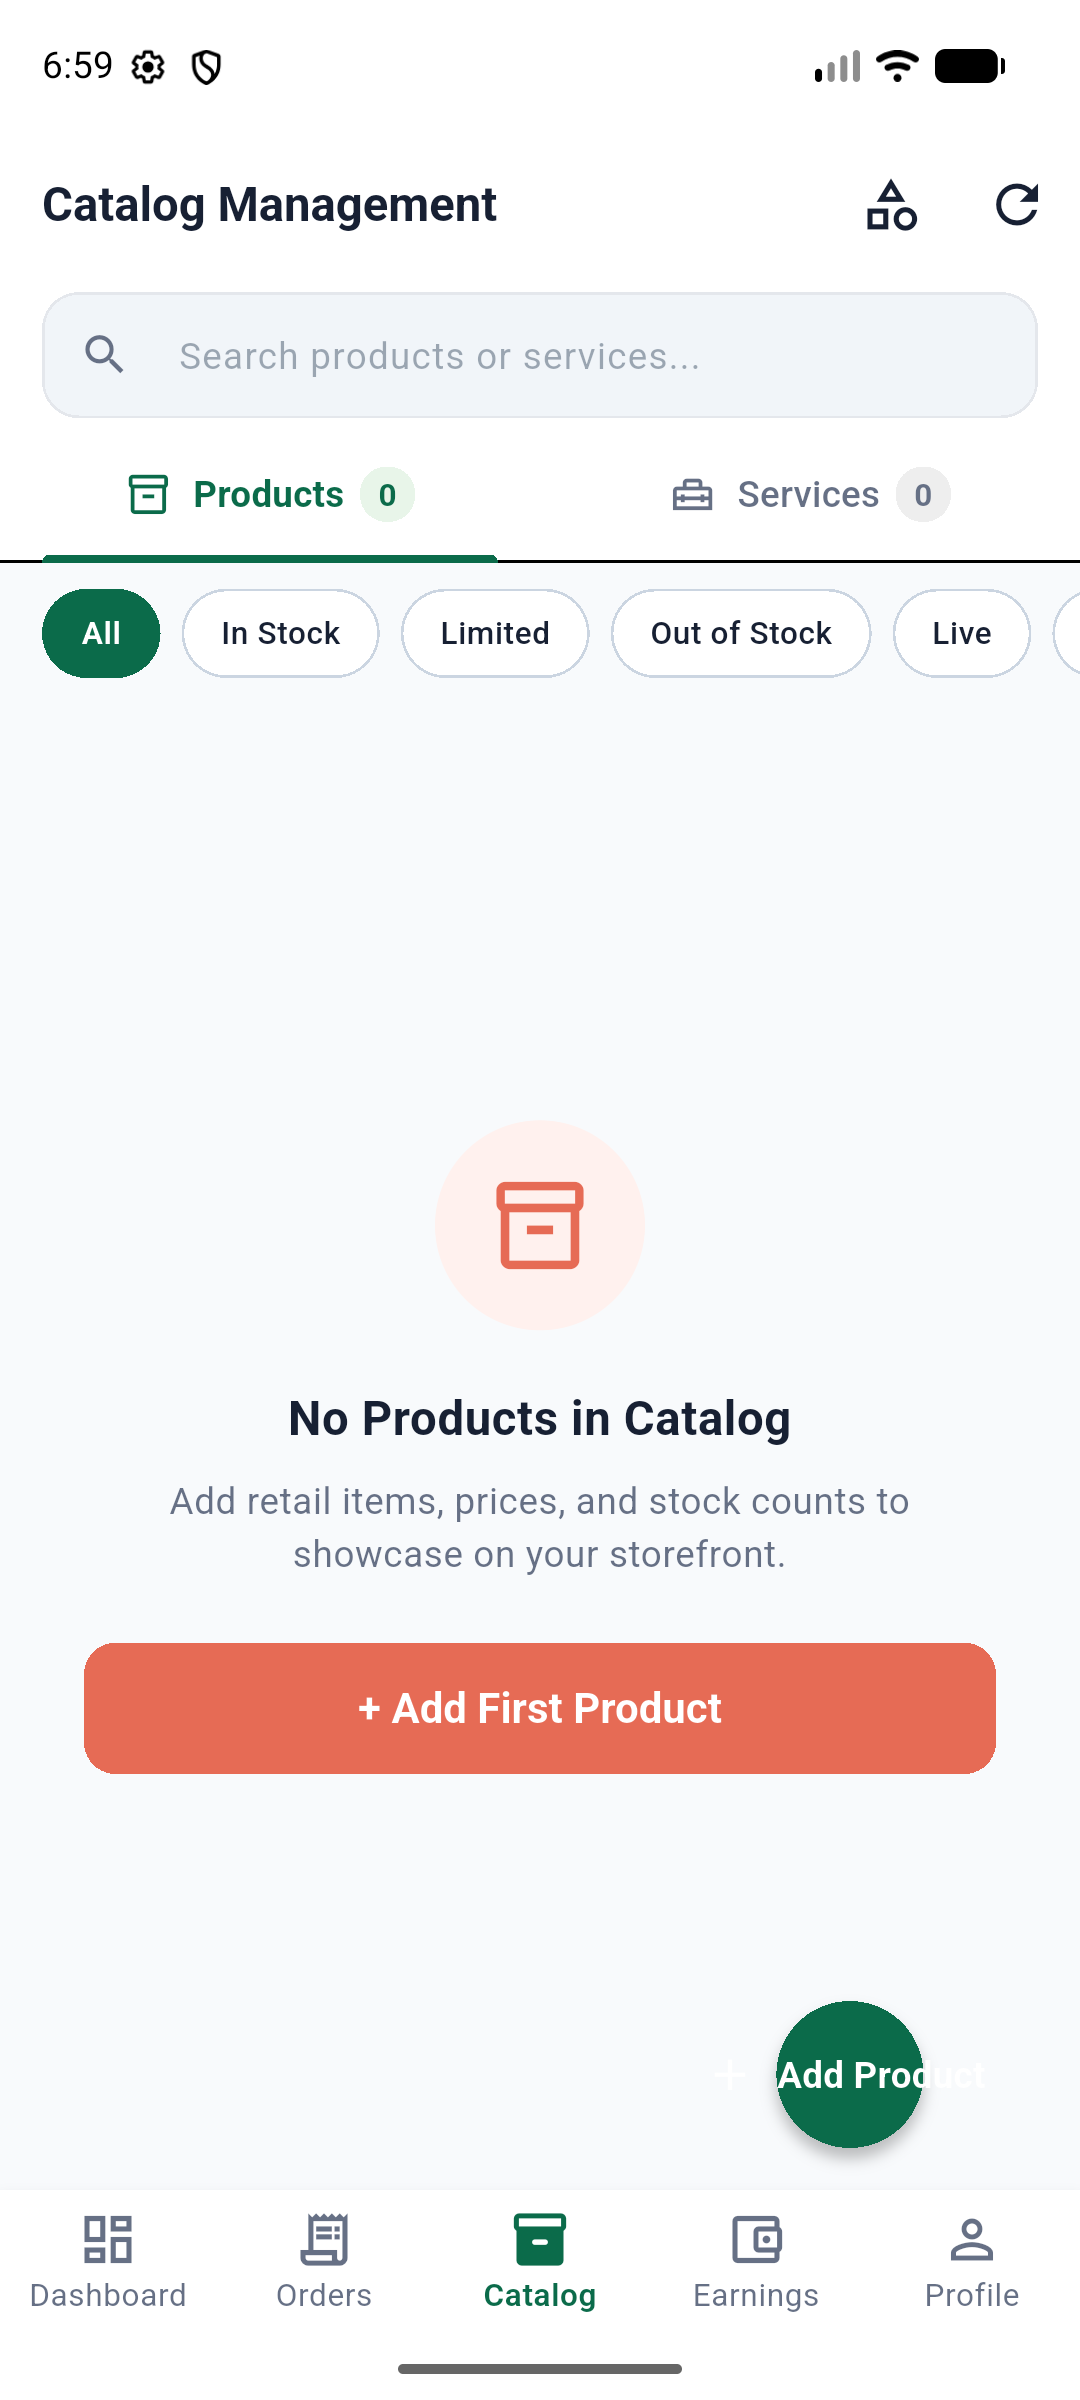 6:59
Catalog Management
Search products or services...
Products 0
Services 0
All
In Stock
Limited
Out of Stock
Live
No Products in Catalog
Add retail items, prices, and stock counts to
showcase on your storefront.
+ Add First Product
+ Add Product
Dashboard
Orders
Catalog
Earnings
Profile